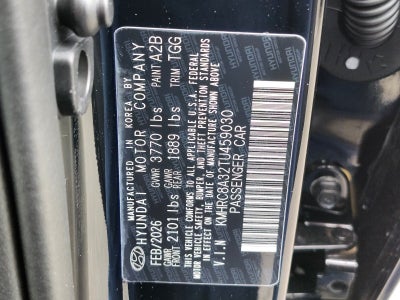 MANUFACTURED IN KOREA BY
HYUNDAI MOTOR COMPANY
FEB/2026 GVWR 3770 lbs PAINT A2B
GAWR FRONT 2101 lbs GAWR REAR 1889 lbs TRIM TGG
THIS VEHICLE CONFORMS TO ALL APPLICABLE U.S.A. FEDERAL
MOTOR VEHICLE SAFETY, BUMPER, AND THEFT PREVENTION STANDARDS
IN EFFECT ON THE DATE OF MANUFACTURE SHOWN ABOVE.
V.I.N KMHRC8A32TU459030
PASSENGER CAR